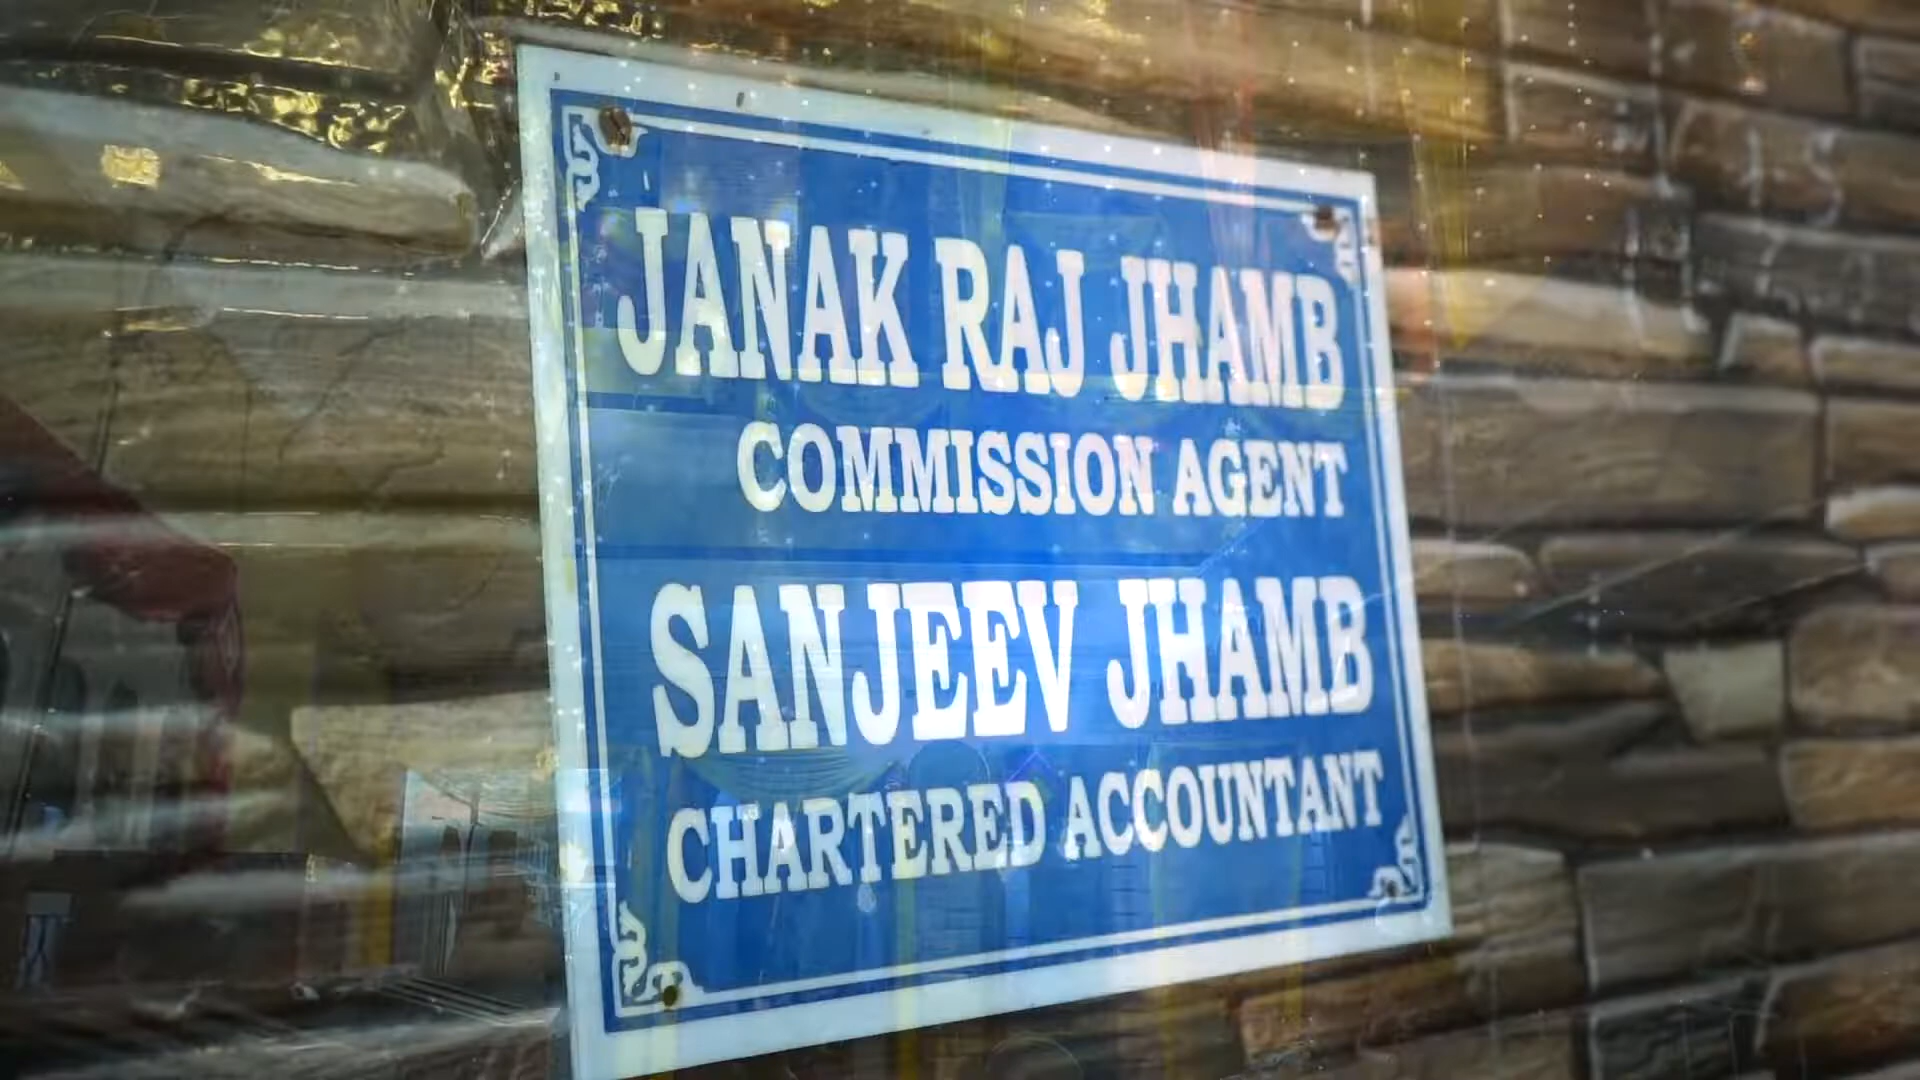 JANAK RAJ JHAMB
COMMISSION AGENT
SANJEEV JHAMB
CHARTERED ACCOUNTANT